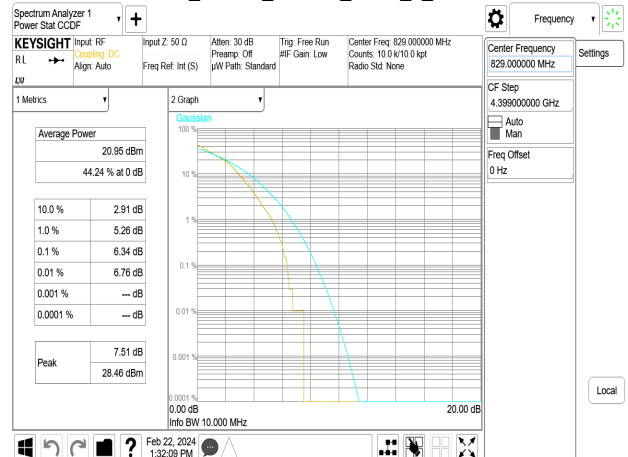 Spectrum Analyzer 1
Power Stat CCDF
+
Frequency
KEYSIGHT
RL
LXI
Input: RF
Coupling: DC
Align: Auto
Input Z: 50 Ω
Freq Ref: Int (S)
Atten: 30 dB
Preamp: Off
µW Path: Standard
Trig: Free Run
#IF Gain: Low
Center Freq: 829.000000 MHz
Counts: 10.0 k/10.0 kpt
Radio Std: None
Center Frequency
829.000000 MHz
Settings
CF Step
4.399000000 GHz
Auto
Man
Freq Offset
0 Hz
Local
1 Metrics
Average Power
20.95 dBm
44.24 % at 0 dB
10.0 % 2.91 dB
1.0 % 5.26 dB
0.1 % 6.34 dB
0.01 % 6.76 dB
0.001 % --- dB
0.0001 % --- dB
Peak
7.51 dB
28.46 dBm
2 Graph
Gaussian
100 %
10 %
1 %
0.1 %
0.01 %
0.001 %
0.0001 %
0.00 dB 20.00 dB
Info BW 10.000 MHz
?
Feb 22, 2024
1:32:09 PM